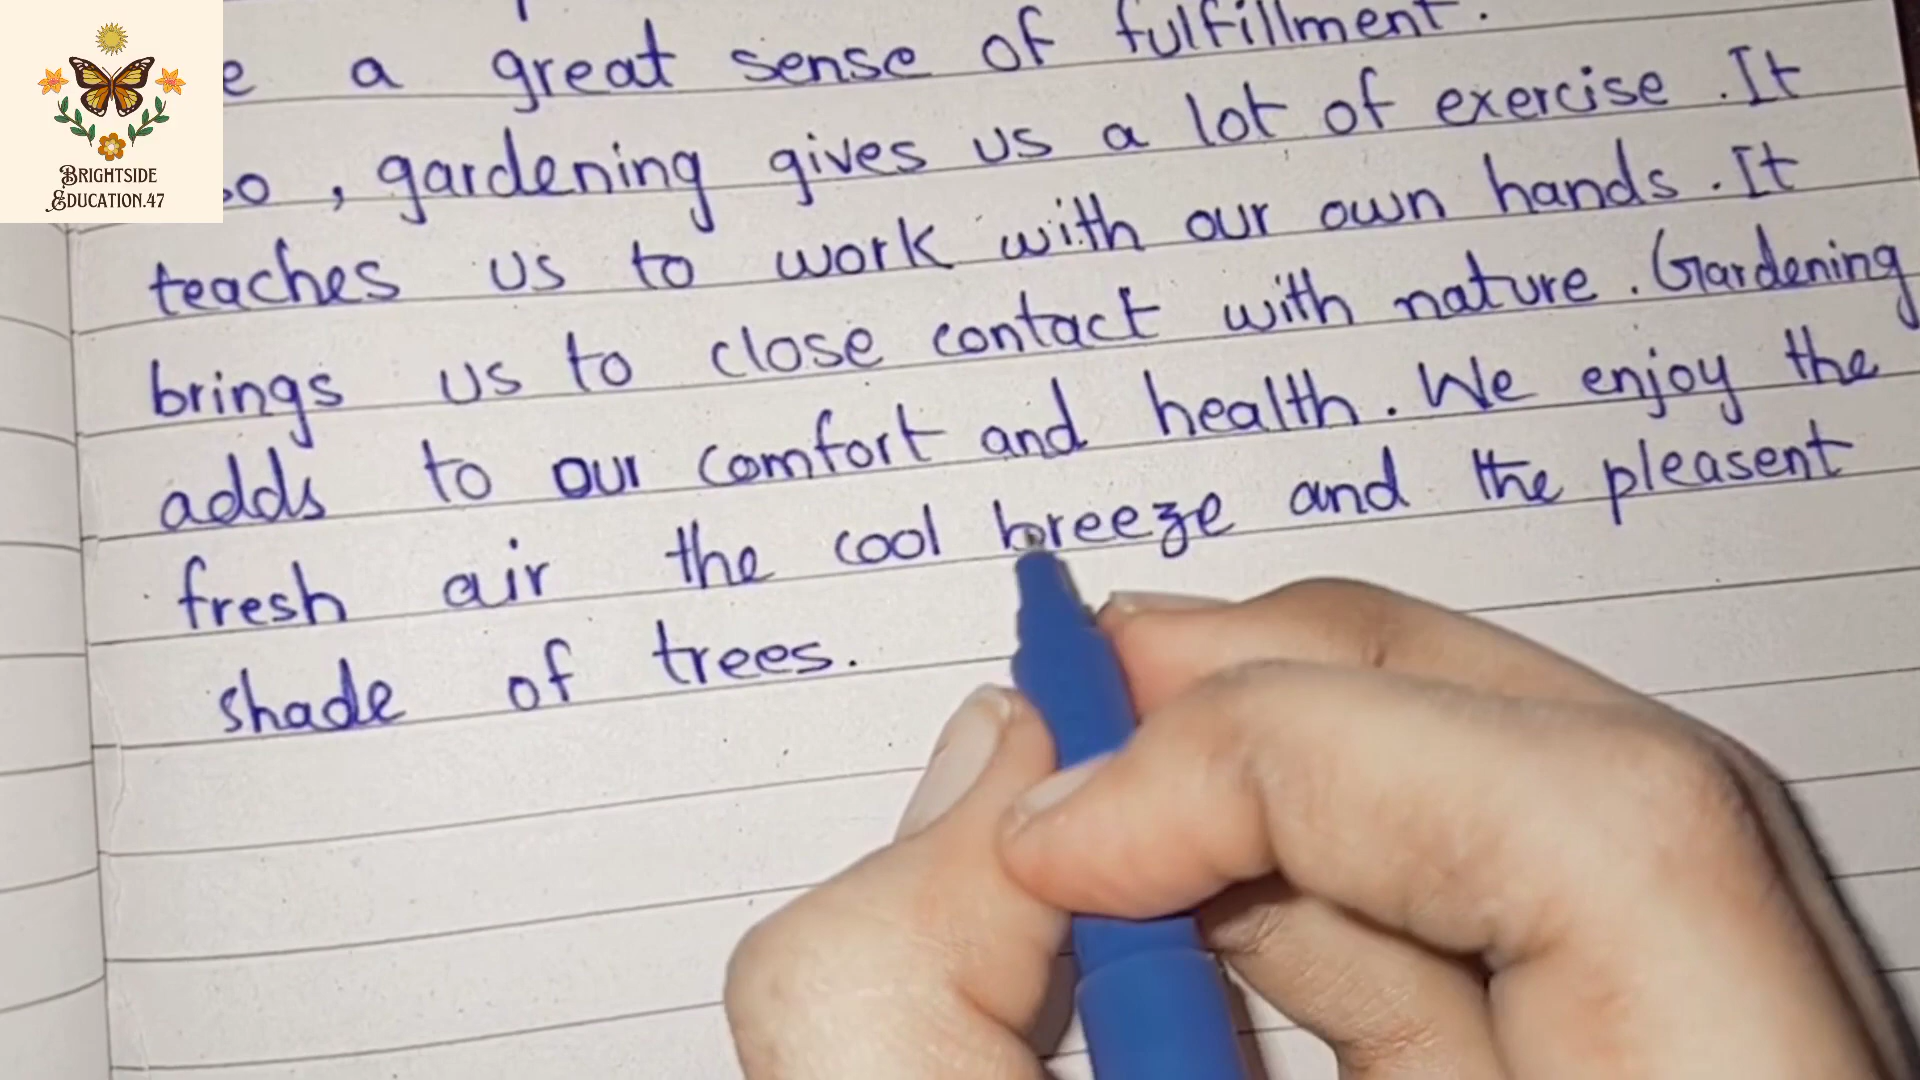 BRIGHTSIDE
EDUCATION.47
a great sense of fulfillment.
, gardening gives us a lot of exercise. It
teaches us to work with our own hands. It
brings us to close contact with nature. Gardening
adds to our comfort and health. We enjoy the
fresh air the cool breeze and the pleasent
shade of trees.